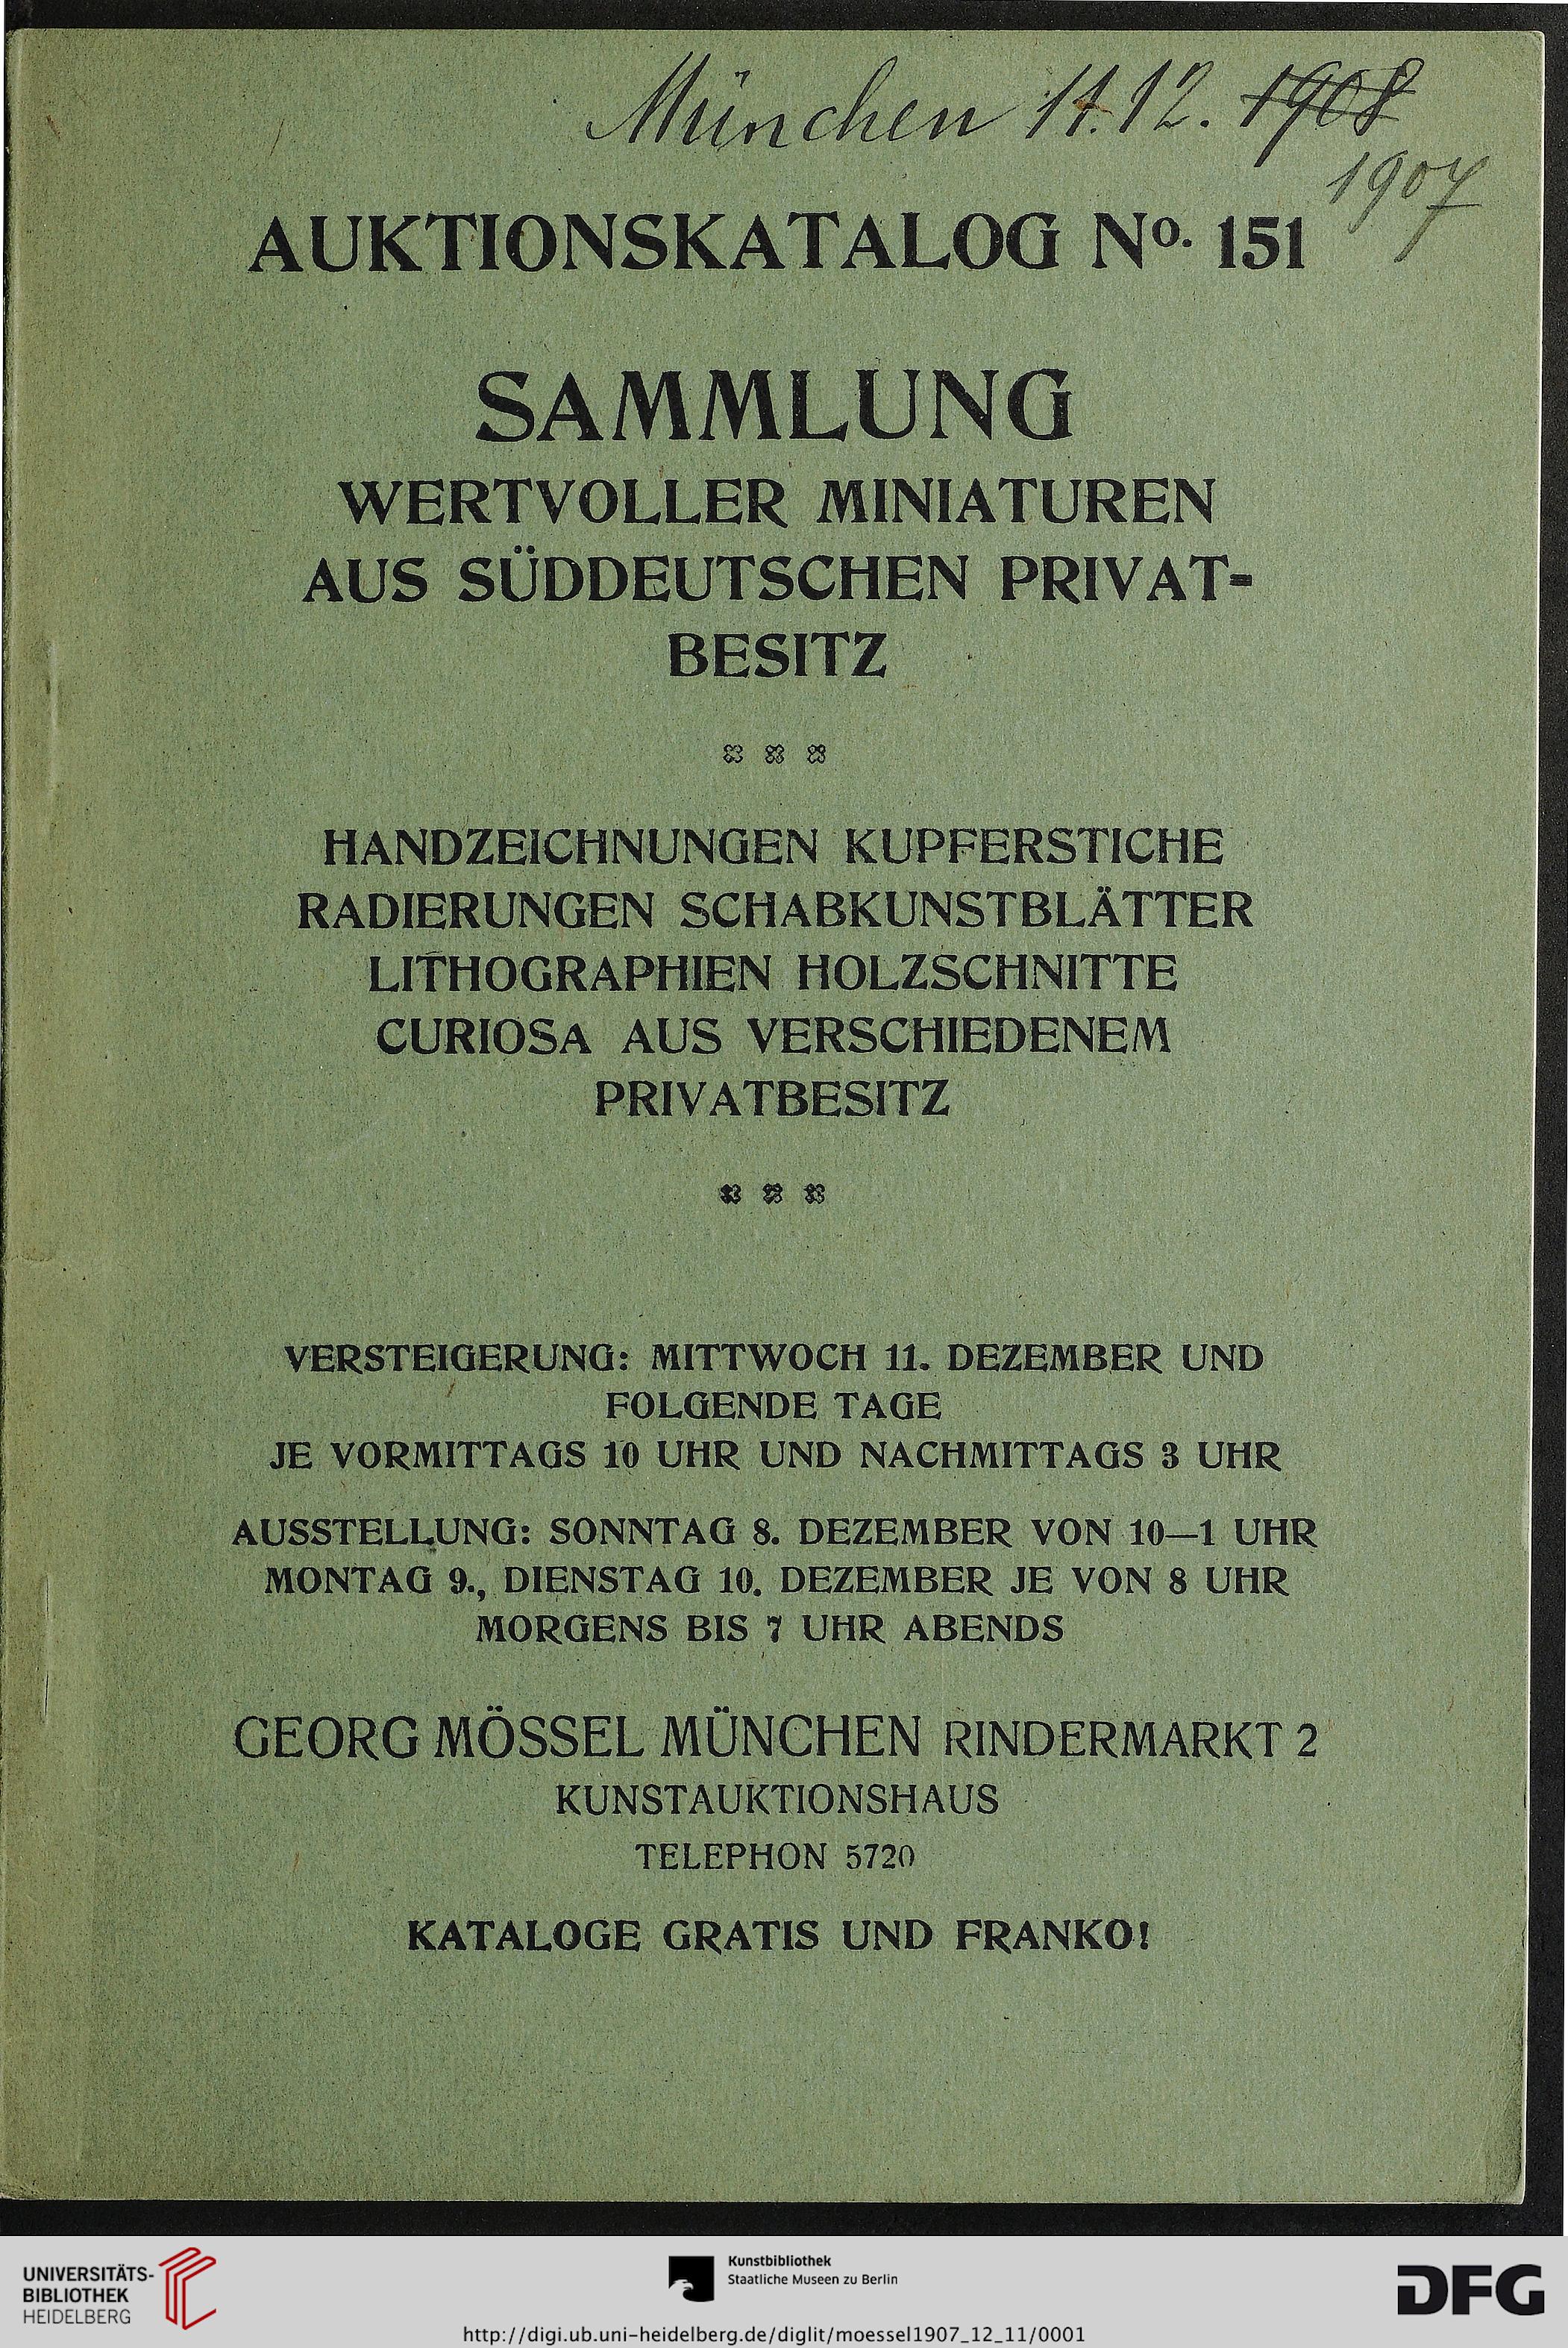 München 11.12. 1908
1907
AUKTIONSKATALOG No. 151
SAMMLUNG
WERTVOLLER MINIATUREN
AUS SÜDDEUTSCHEN PRIVAT-
BESITZ
HANDZEICHNUNGEN KUPFERSTICHE
RADIERUNGEN SCHABKUNSTBLÄTTER
LITHOGRAPHIEN HOLZSCHNITTE
CURIOSA AUS VERSCHIEDENEM
PRIVATBESITZ
VERSTEIGERUNG: MITTWOCH 11. DEZEMBER UND
FOLGENDE TAGE
JE VORMITTAGS 10 UHR UND NACHMITTAGS 3 UHR
AUSSTELLUNG: SONNTAG 8. DEZEMBER VON 10—1 UHR
MONTAG 9., DIENSTAG 10. DEZEMBER JE VON 8 UHR
MORGENS BIS 7 UHR ABENDS
GEORG MÖSSEL MÜNCHEN RINDERMARKT 2
KUNSTAUKTIONSHAUS
TELEPHON 5720
KATALOGE GRATIS UND FRANKO!
UNIVERSITÄTS-
BIBLIOTHEK
HEIDELBERG
Kunstbibliothek
Staatliche Museen zu Berlin
DFG
http://digi.ub.uni-heidelberg.de/diglit/moessel1907_12_11/0001